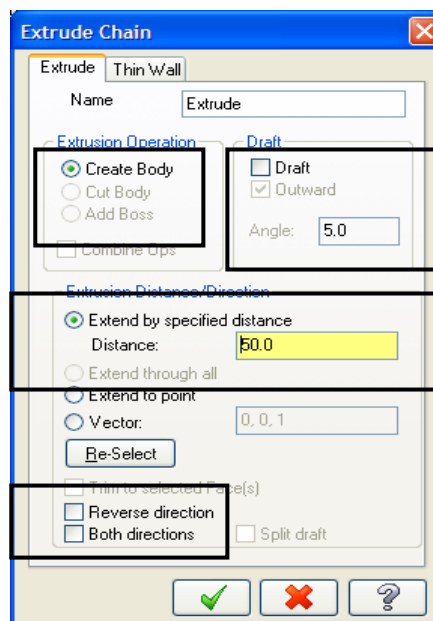 Extrude Chain
Extrude Thin Wall
Name Extrude
Extrusion Operation Draft
Create Body Draft
Cut Body Outward
Add Boss
Angle: 5.0
Combine Ops
Extrusion Distance/Direction
Extend by specified distance
Distance: 50.0
Extend through all
Extend to point
Vector: 0, 0, 1
Re-Select
Trim to selected Face(s)
Reverse direction
Both directions Split draft
?